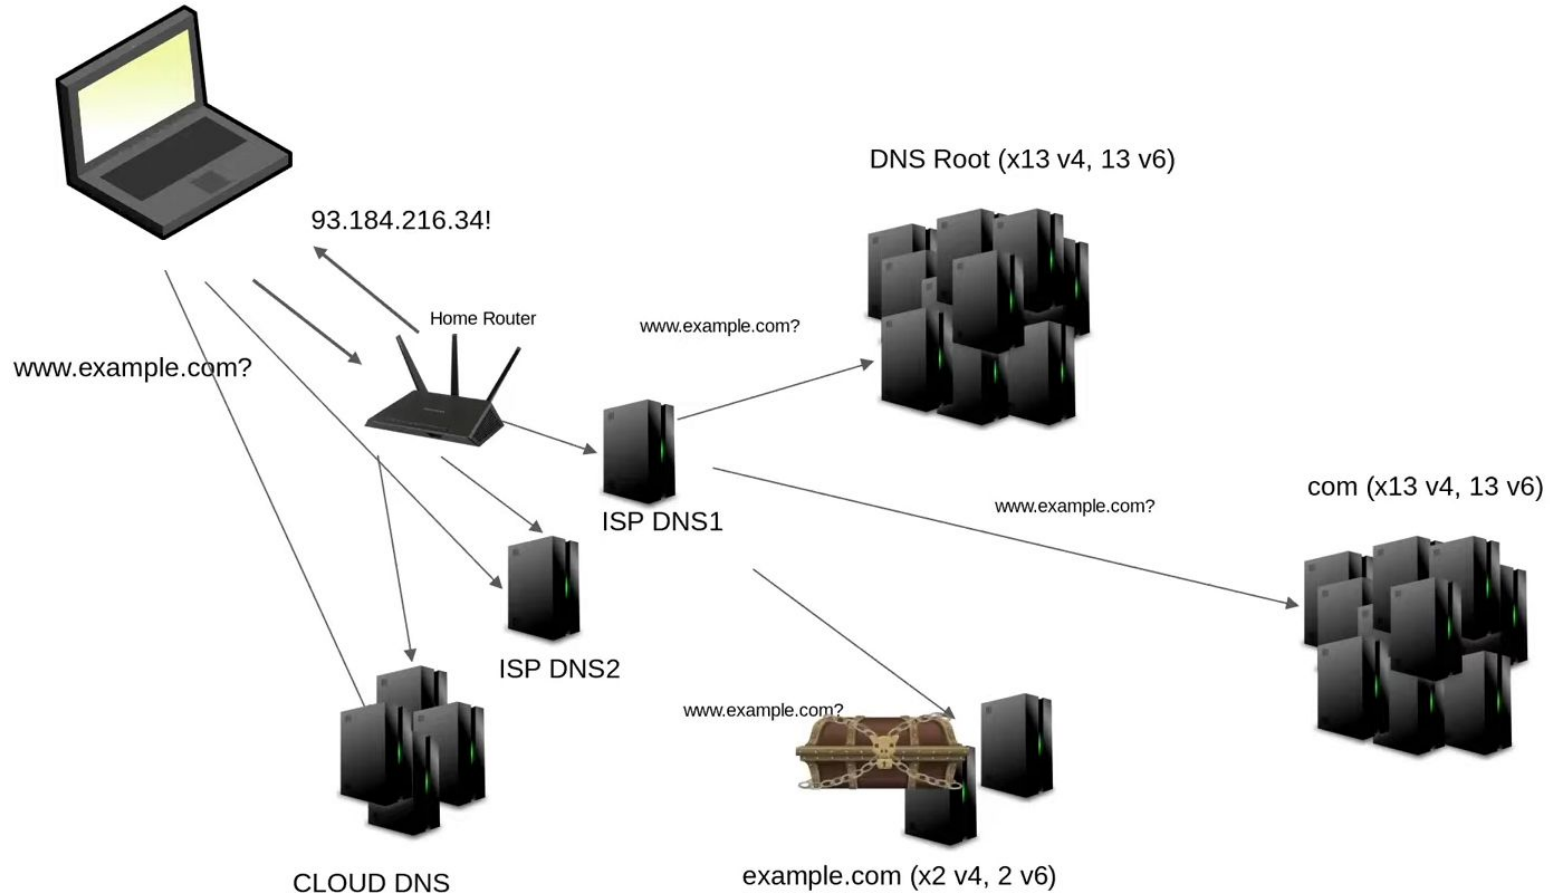 DNS Root (x13 v4, 13 v6)
93.184.216.34!
Home Router
www.example.com?
www.example.com?
com (x13 v4, 13 v6)
www.example.com?
ISP DNS1
ISP DNS2
www.example.com?
example.com (x2 v4, 2 v6)
CLOUD DNS